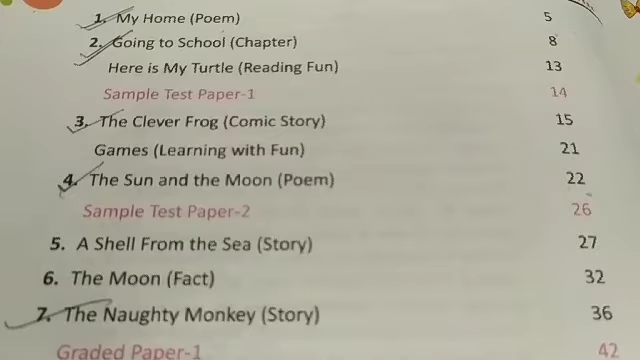 1. My Home (Poem) 5
2. Going to School (Chapter) 8
Here is My Turtle (Reading Fun) 13
Sample Test Paper-1 14
3. The Clever Frog (Comic Story) 15
Games (Learning with Fun) 21
4. The Sun and the Moon (Poem) 22
Sample Test Paper-2 26
5. A Shell From the Sea (Story) 27
6. The Moon (Fact) 32
7. The Naughty Monkey (Story) 36
Graded Paper-1 42